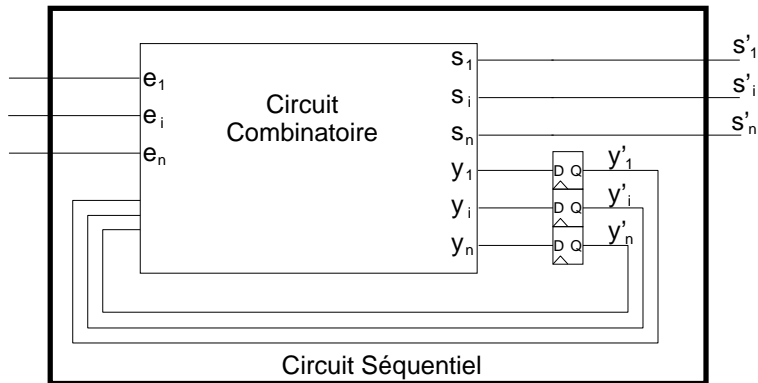 e1
ei
en
Circuit
Combinatoire
s1
si
sn
y1
yi
yn
D Q
D Q
D Q
y'1
y'i
y'n
s'1
s'i
s'n
Circuit Séquentiel